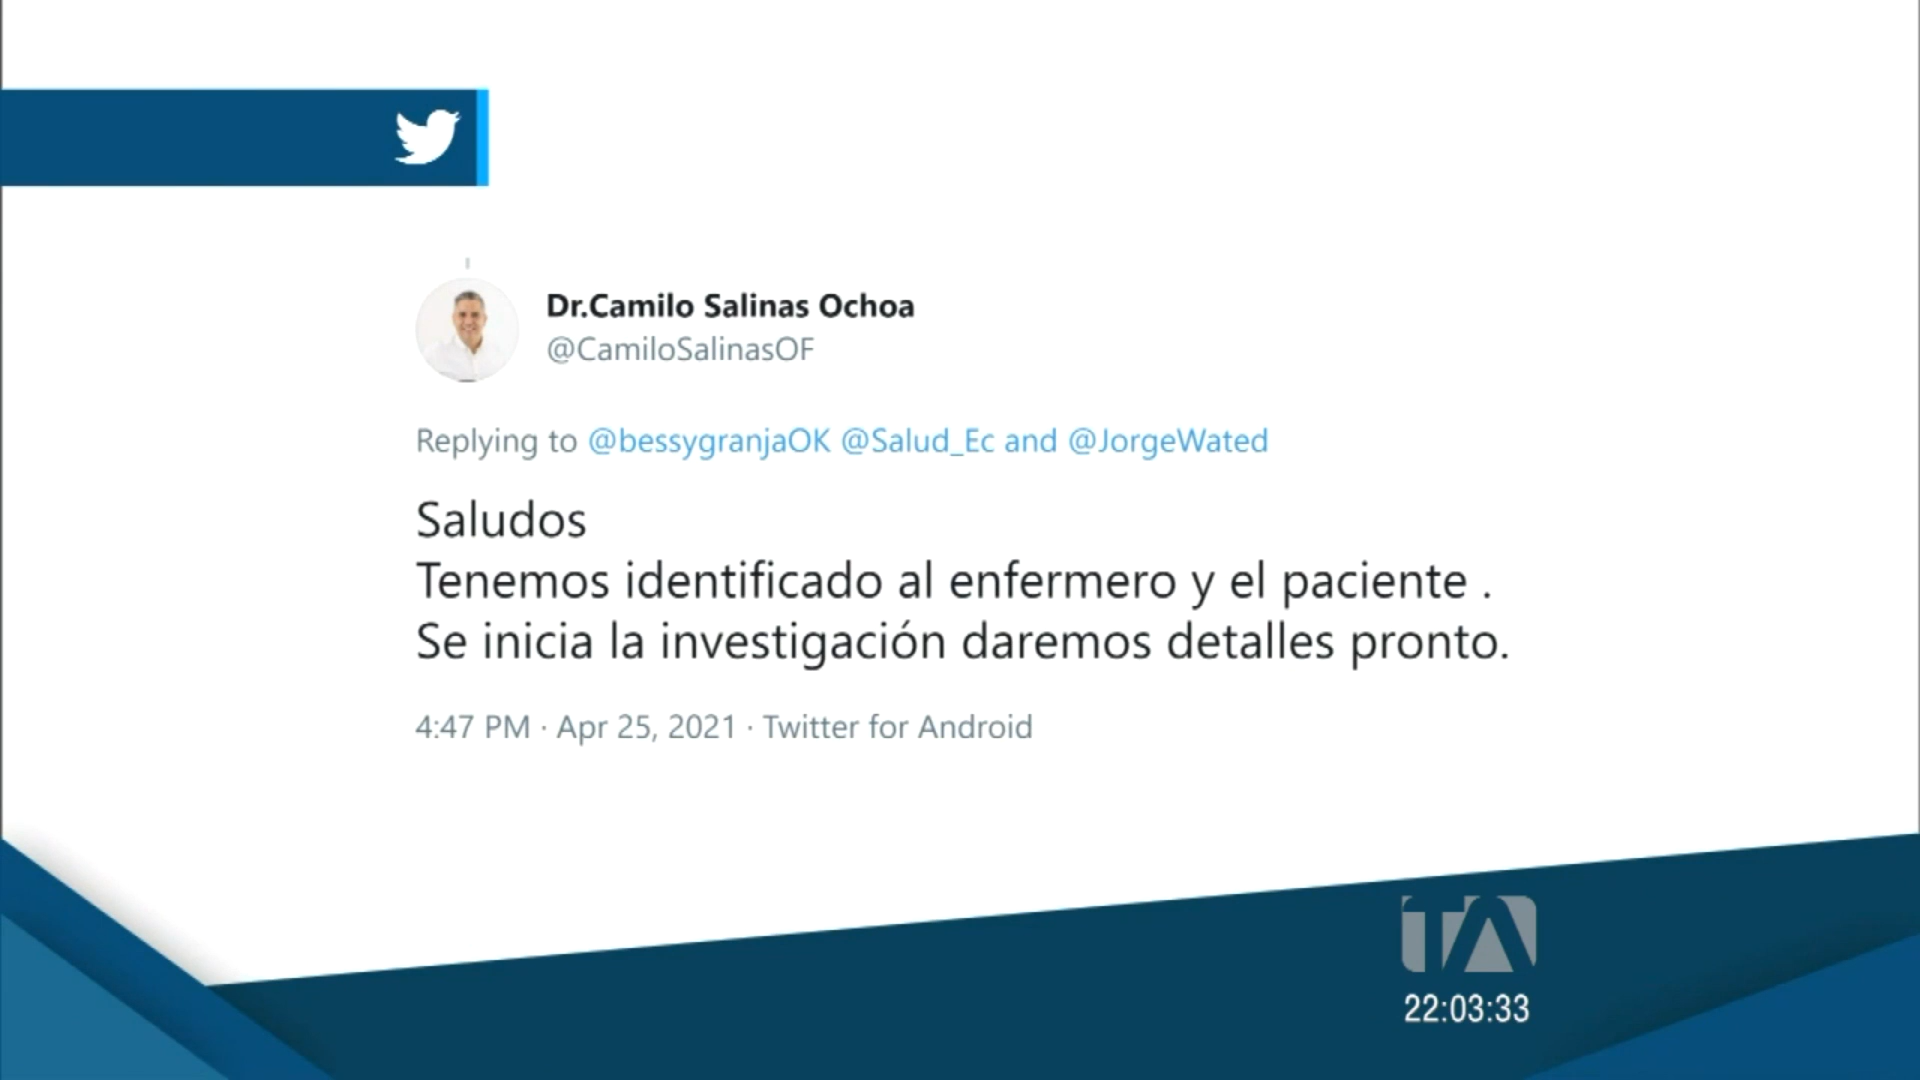 Dr.Camilo Salinas Ochoa
@CamiloSalinasOF
Replying to @bessygranjaOK @Salud_Ec and @JorgeWated
Saludos
Tenemos identificado al enfermero y el paciente .
Se inicia la investigación daremos detalles pronto.
4:47 PM · Apr 25, 2021 · Twitter for Android
TA
22:03:33